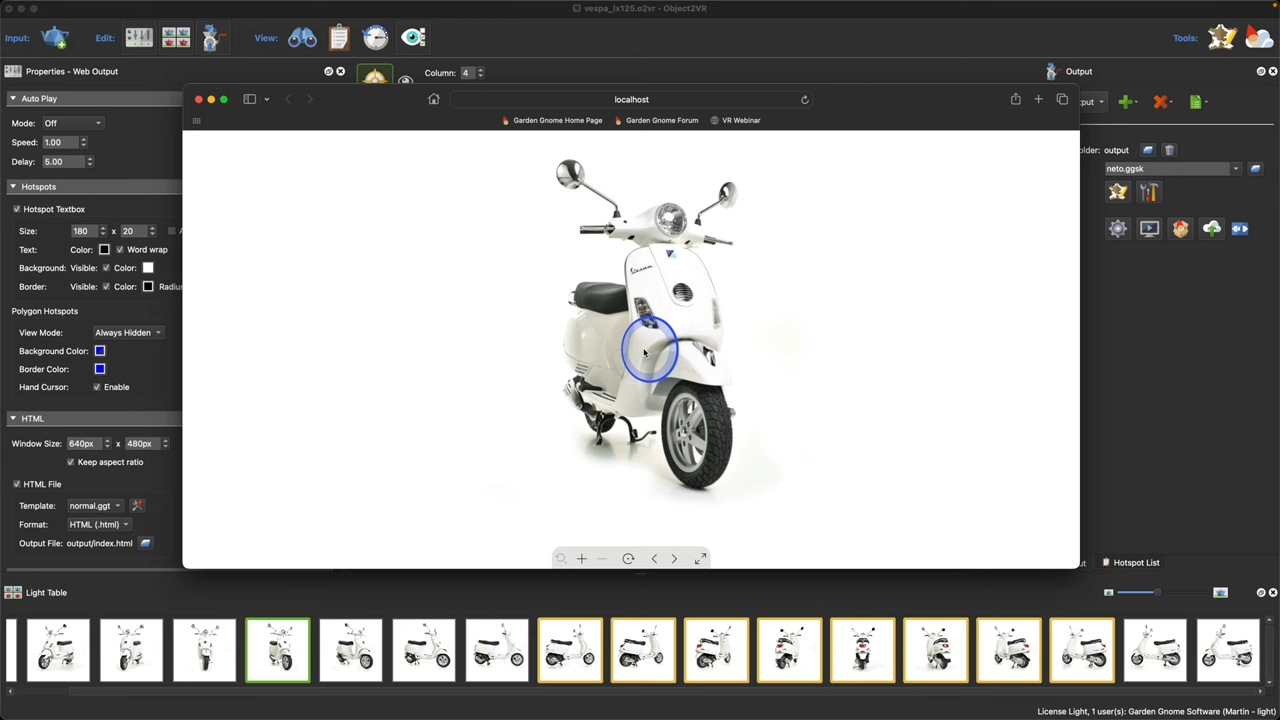 vespa_lx125.o2vr - Object2VR
Input:
Edit:
View:
Tools:
Properties - Web Output
Column: 4
Output
Auto Play
Mode: Off
Speed: 1.00
Delay: 5.00
Hotspots
Hotspot Textbox
Size: 180 x 20
Text: Color: Word wrap
Background: Visible: Color:
Border: Visible: Color: Radiu
Polygon Hotspots
View Mode: Always Hidden
Background Color:
Border Color:
Hand Cursor: Enable
HTML
Window Size: 640px x 480px
Keep aspect ratio
HTML File
Template: normal.ggt
Format: HTML (.html)
Output File: output/index.html
localhost
Garden Gnome Home Page
Garden Gnome Forum
VR Webinar
Vespa
put
older: output
neto.ggsk
ut
Hotspot List
Light Table
License Light, 1 user(s): Garden Gnome Software (Martin - light)